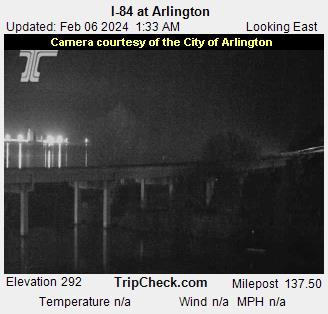 I-84 at Arlington
Updated: Feb 06 2024 1:33 AM Looking East
Camera courtesy of the City of Arlington
Elevation 292 TripCheck.com Milepost 137.50
Temperature n/a Wind n/a MPH n/a